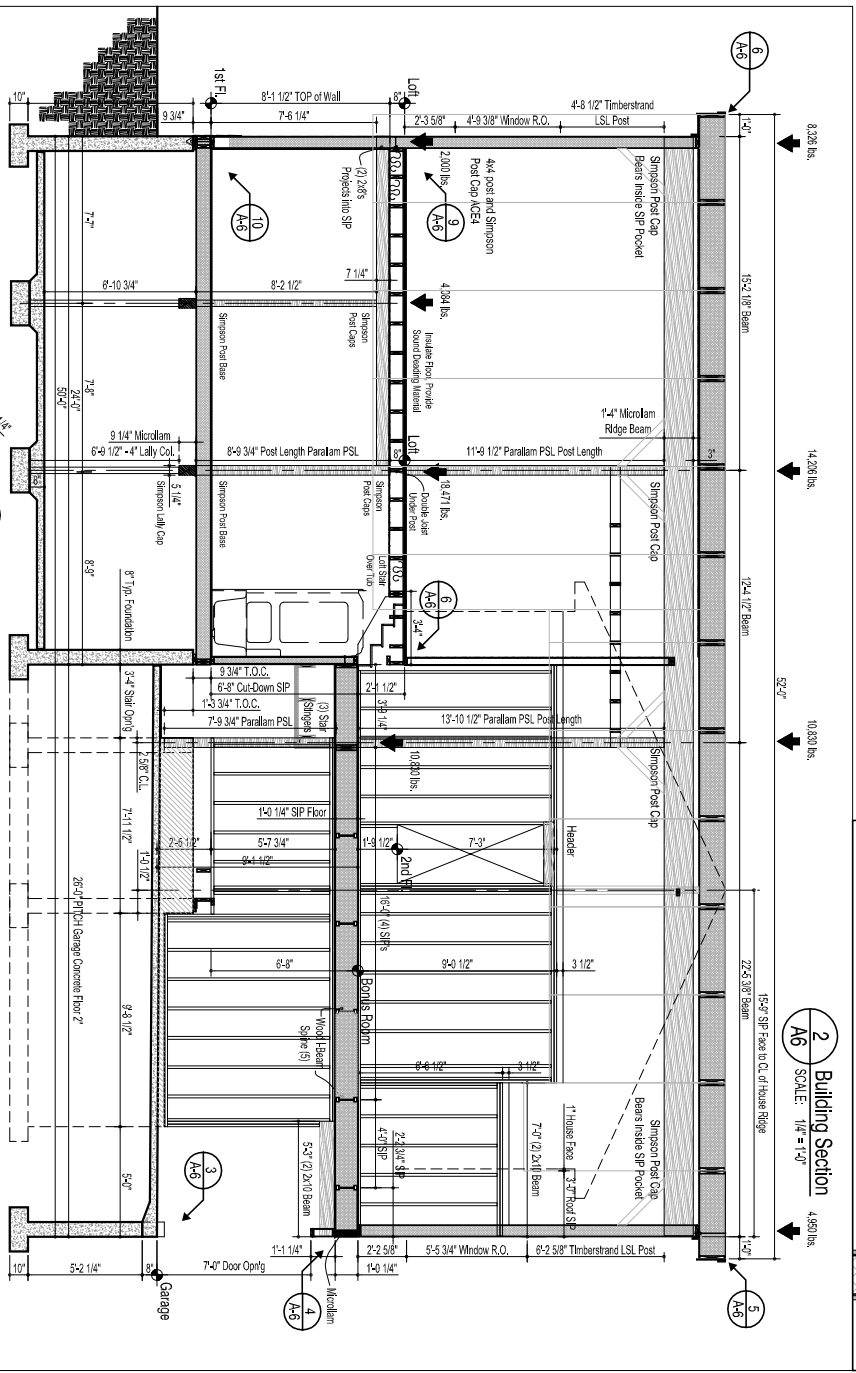 2
A6
Building Section
SCALE: 1/4" = 1'-0"
52'-0"
15'-9" SIP Face to CL of House Ridge
8,326 lbs.
14,206 lbs.
10,830 lbs.
4,950 lbs.
1'-0"
15'-2 1/8" Beam
12'-4 1/2" Beam
22'-5 3/8" Beam
1'-0"
6
A-6
5
A-6
4'-8 1/2" Timberstrand
LSL Post
4'-9 3/8" Window R.O.
2'-3 5/8"
Simpson Post Cap
Bears Inside SIP Pocket
1'-4" Microllam
Ridge Beam
3"
Simpson Post Cap
Simpson Post Cap
Simpson Post Cap
Bears Inside SIP Pocket
Loft
8"
8'-1 1/2" TOP of Wall
7'-6 1/4"
1st Fl.
9 3/4"
10"
4x4 post and Simpson
Post Cap ACE4
9
A-6
2,000 lbs.
(2) 2x8's
Projects into SIP
10
A-6
7 1/4"
4,084 lbs.
Insulate Floor, Provide
Sound Deading Material
Loft
8"
11'-9 1/2" Parallam PSL Post Length
18,471 lbs.
Double Joist
Under Post
Loft Stair
Over Tub
6
A-6
3'-4"
8'-2 1/2"
Simpson
Post Caps
Simpson Post Base
8'-9 3/4" Post Length Parallam PSL
Simpson
Post Caps
Simpson Post Base
6'-10 3/4"
9 1/4" Microllam
6'-9 1/2" - 4" Lally Col.
5 1/4"
Simpson Lally Cap
8" Typ. Foundation
7'-7"
7'-8"
8'-9"
24'-0"
50'-0"
2'-1 1/2"
3'-9 1/4"
13'-10 1/2" Parallam PSL Post Length
10,830 lbs.
(3) Stair
Stringers
9 3/4" T.O.C.
6'-8" Cut-Down SIP
1'-3 3/4" T.O.C.
7'-9 3/4" Parallam PSL
3'-4" Stair Opn'g
2 5/8" C.L.
7'-11 1/2"
1'-0 1/2"
1'-0 1/4" SIP Floor
2'-5 1/2"
5'-7 3/4"
9'-1 1/2"
1'-9 1/2"
7'-3"
Header
2nd Fl.
16'-0" (4) SIP's
6'-8"
9'-0 1/2"
3 1/2"
Bonus Room
Wood I-Beam
Spline (5)
6'-8 1/2"
3 1/2"
7'-0" (2) 2x10 Beam
1" House Face
3'-0" Roof SIP
2'-2 3/4" SIP
4'-0" SIP
5'-3" (2) 2x10 Beam
26'-0" PITCH Garage Concrete Floor 2"
9'-8 1/2"
5'-0"
3
A-6
4
A-6
Microllam
6'-2 5/8" Timberstrand LSL Post
5'-5 3/4" Window R.O.
2'-2 5/8"
1'-0 1/4"
1'-1 1/4"
7'-0" Door Opn'g
Garage
8"
5'-2 1/4"
10"